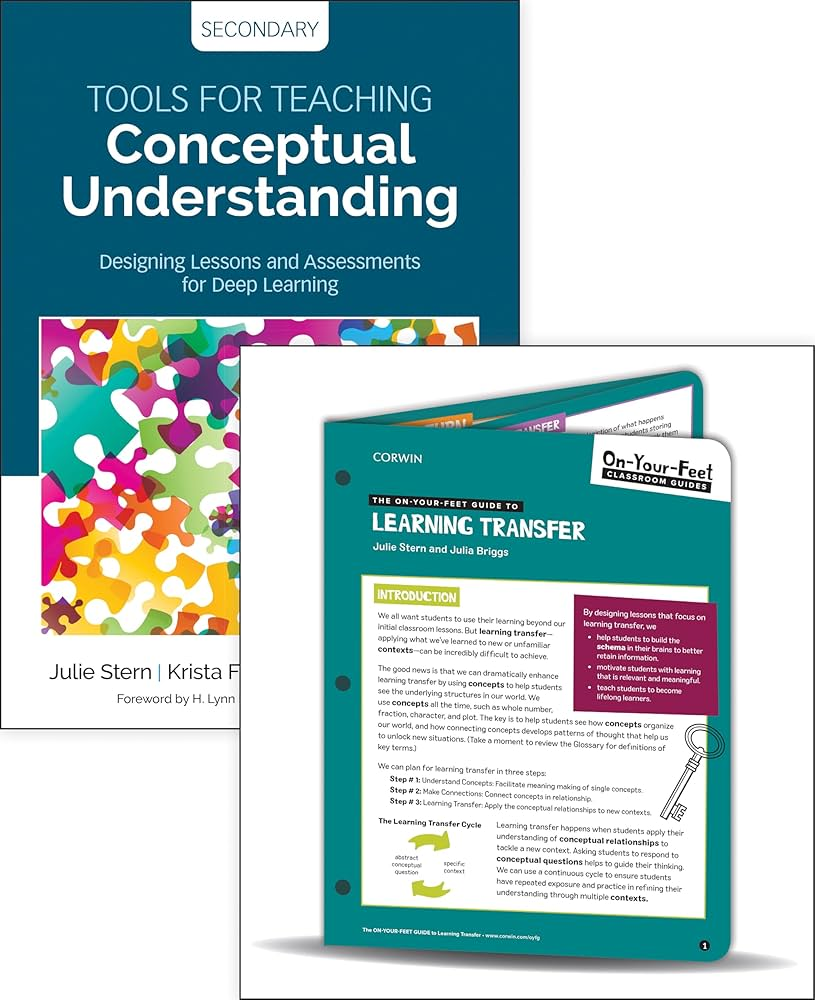 SECONDARY
TOOLS FOR TEACHING
Conceptual
Understanding
Designing Lessons and Assessments
for Deep Learning
Julie Stern | Krista F
Foreword by H. Lynn
TRANSFER
ction of what happens
students storing
them
CORWIN
On-Your-Feet
CLASSROOM GUIDES
THE ON-YOUR-FEET GUIDE TO
LEARNING TRANSFER
Julie Stern and Julia Briggs
INTRODUCTION
We all want students to use their learning beyond our
initial classroom lessons. But learning transfer—
applying what we've learned to new or unfamiliar
contexts—can be incredibly difficult to achieve.
The good news is that we can dramatically enhance
learning transfer by using concepts to help students
see the underlying structures in our world. We
use concepts all the time, such as whole number,
fraction, character, and plot. The key is to help students see how concepts organize
our world, and how connecting concepts develops patterns of thought that help us
to unlock new situations. (Take a moment to review the Glossary for definitions of
key terms.)
By designing lessons that focus on
learning transfer, we
• help students to build the
schema in their brains to better
retain information.
• motivate students with learning
that is relevant and meaningful.
• teach students to become
lifelong learners.
We can plan for learning transfer in three steps:
Step # 1: Understand Concepts: Facilitate meaning making of single concepts.
Step # 2: Make Connections: Connect concepts in relationship.
Step # 3: Learning Transfer: Apply the conceptual relationships to new contexts.
The Learning Transfer Cycle
abstract
conceptual
question
specific
context
Learning transfer happens when students apply their
understanding of conceptual relationships to
tackle a new context. Asking students to respond to
conceptual questions helps to guide their thinking.
We can use a continuous cycle to ensure students
have repeated exposure and practice in refining their
understanding through multiple contexts.
The ON-YOUR-FEET GUIDE to Learning Transfer • www.corwin.com/oyfg
1